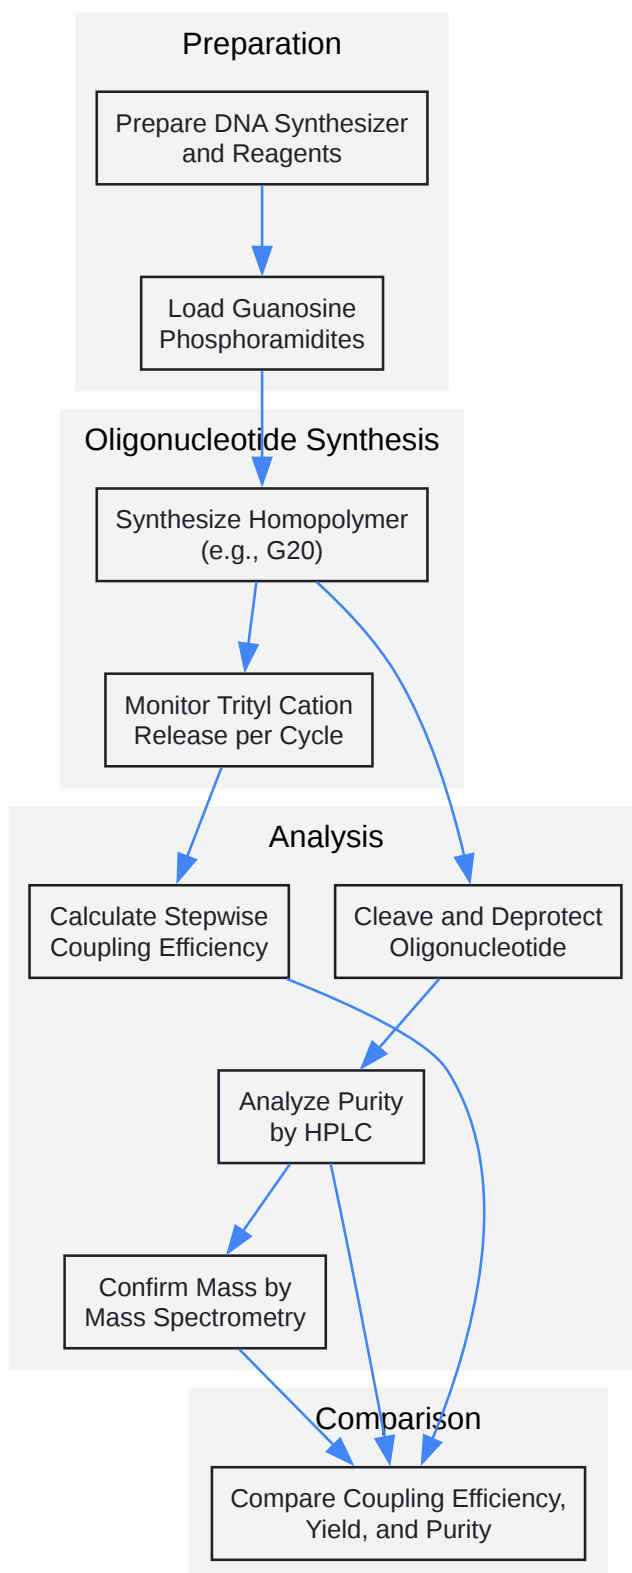 Preparation
Prepare DNA Synthesizer
and Reagents
Load Guanosine
Phosphoramidites
Oligonucleotide Synthesis
Synthesize Homopolymer
(e.g., G20)
Monitor Trityl Cation
Release per Cycle
Analysis
Calculate Stepwise
Coupling Efficiency
Cleave and Deprotect
Oligonucleotide
Analyze Purity
by HPLC
Confirm Mass by
Mass Spectrometry
Comparison
Compare Coupling Efficiency,
Yield, and Purity